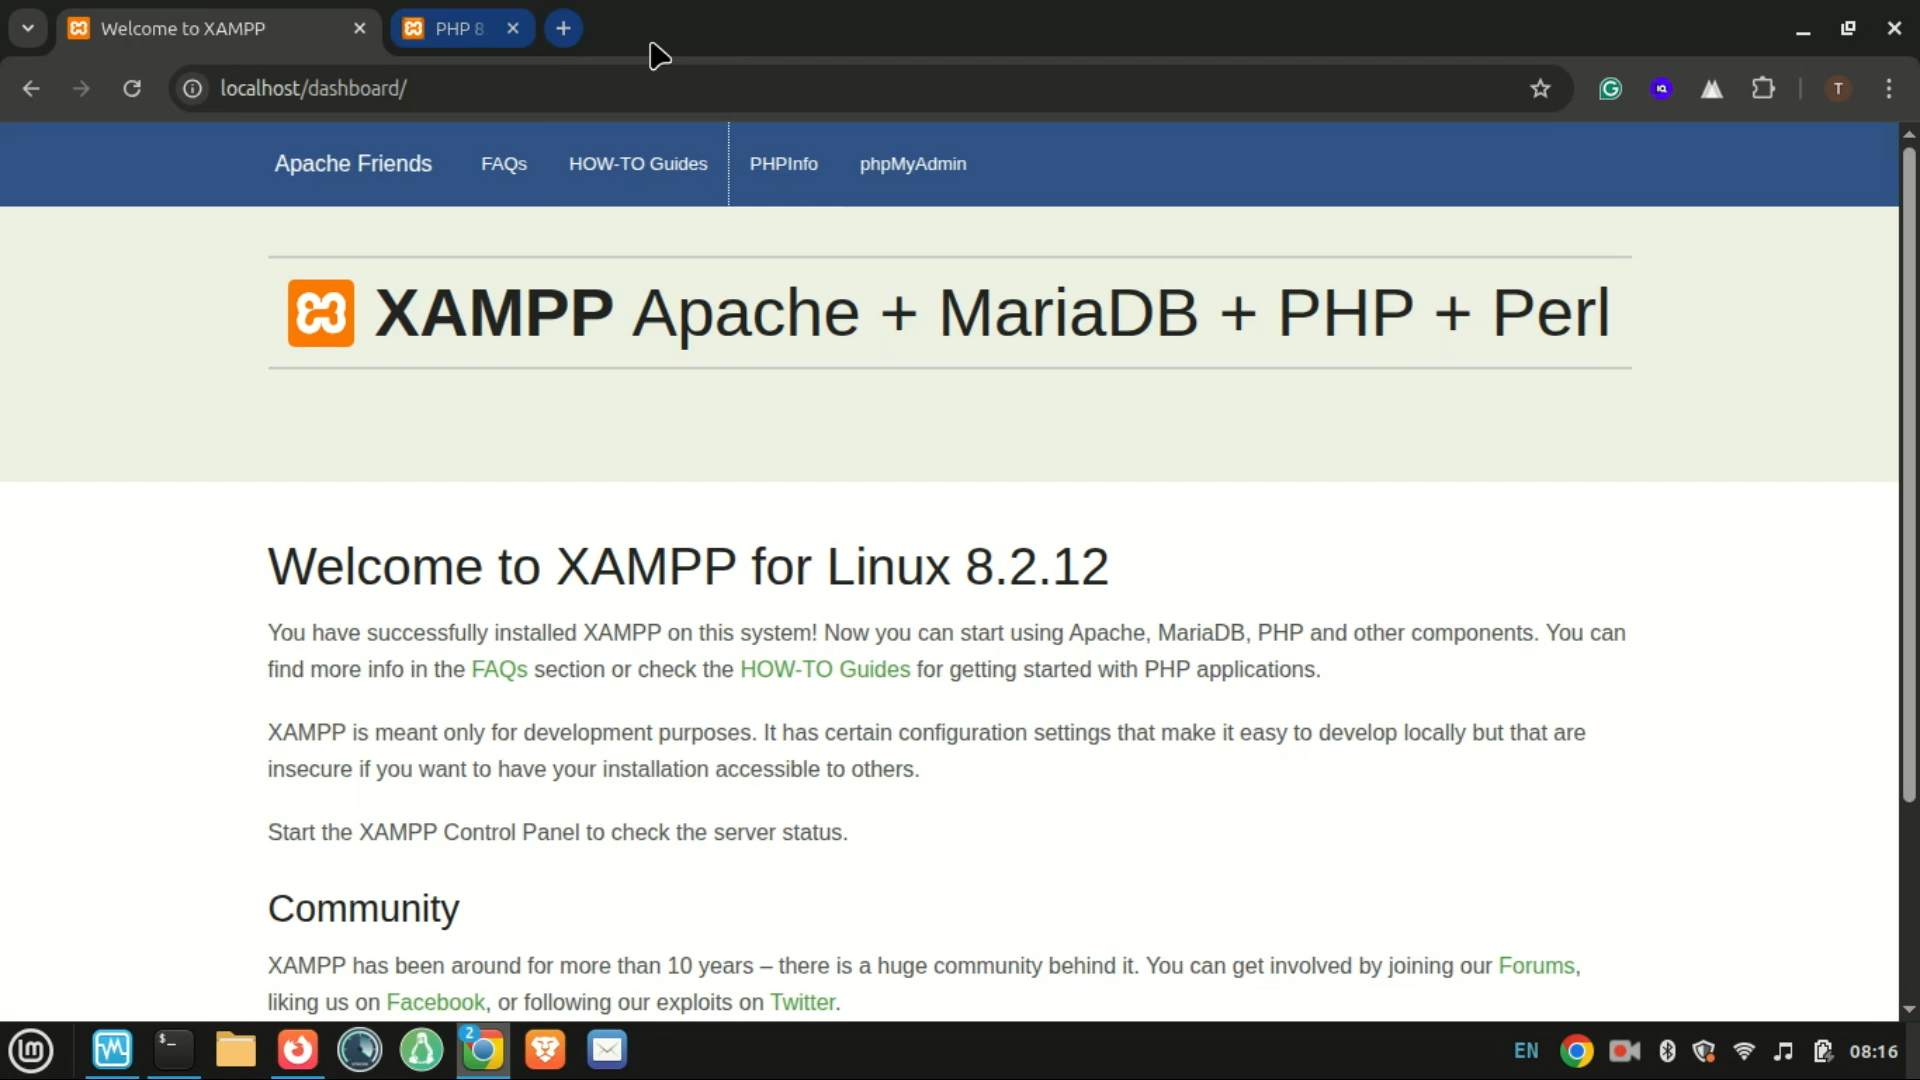 Welcome to XAMPP
PHP 8
localhost/dashboard/
T
Apache Friends
FAQs
HOW-TO Guides
PHPInfo
phpMyAdmin
XAMPP Apache + MariaDB + PHP + Perl
Welcome to XAMPP for Linux 8.2.12
You have successfully installed XAMPP on this system! Now you can start using Apache, MariaDB, PHP and other components. You can
find more info in the FAQs section or check the HOW-TO Guides for getting started with PHP applications.
XAMPP is meant only for development purposes. It has certain configuration settings that make it easy to develop locally but that are
insecure if you want to have your installation accessible to others.
Start the XAMPP Control Panel to check the server status.
Community
XAMPP has been around for more than 10 years – there is a huge community behind it. You can get involved by joining our Forums,
liking us on Facebook, or following our exploits on Twitter.
$_
2
EN
08:16